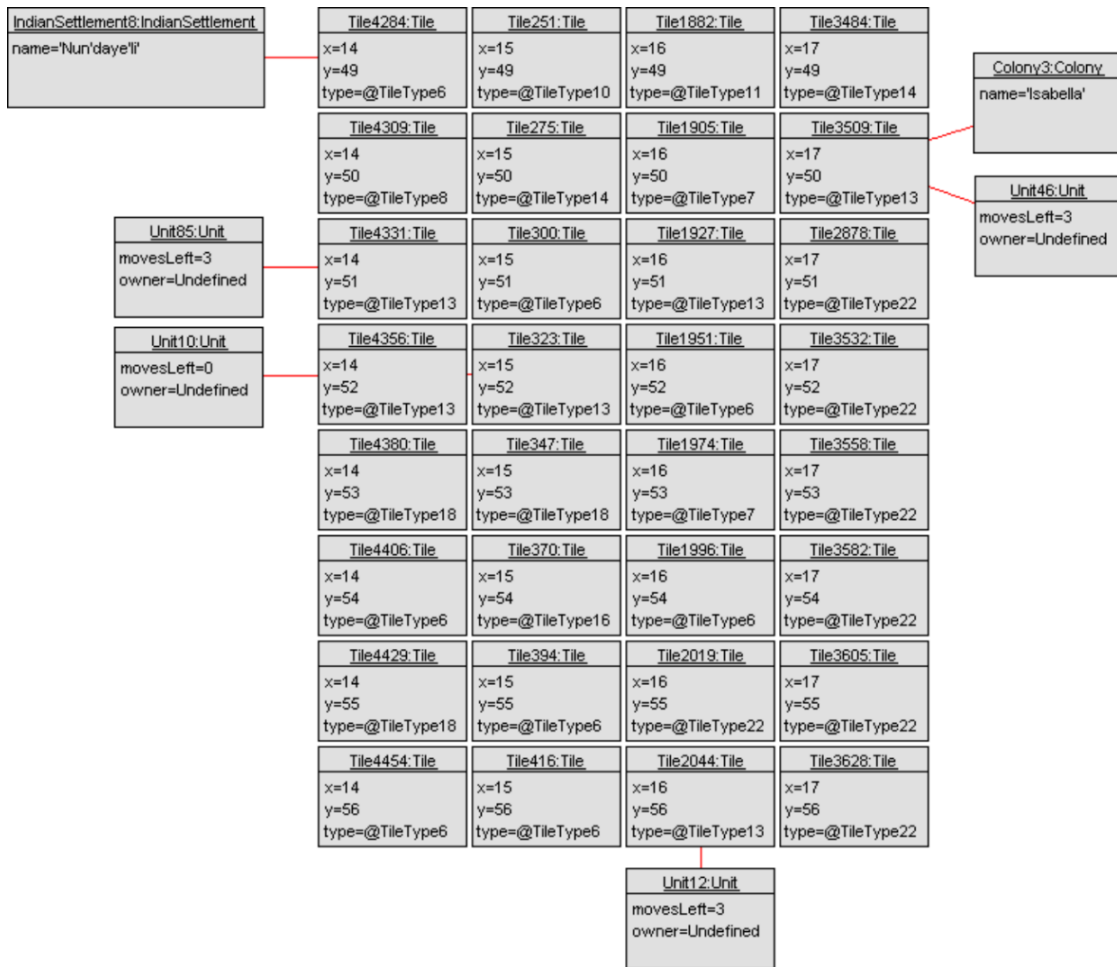 IndianSettlement8:IndianSettlement
name='Nun'daye'li'
Tile4284:Tile
x=14
y=49
type=@TileType6
Tile251:Tile
x=15
y=49
type=@TileType10
Tile1882:Tile
x=16
y=49
type=@TileType11
Tile3484:Tile
x=17
y=49
type=@TileType14
Colony3:Colony
name='Isabella'
Tile4309:Tile
x=14
y=50
type=@TileType8
Tile275:Tile
x=15
y=50
type=@TileType14
Tile1905:Tile
x=16
y=50
type=@TileType7
Tile3509:Tile
x=17
y=50
type=@TileType13
Unit46:Unit
movesLeft=3
owner=Undefined
Unit85:Unit
movesLeft=3
owner=Undefined
Tile4331:Tile
x=14
y=51
type=@TileType13
Tile300:Tile
x=15
y=51
type=@TileType6
Tile1927:Tile
x=16
y=51
type=@TileType13
Tile2878:Tile
x=17
y=51
type=@TileType22
Unit10:Unit
movesLeft=0
owner=Undefined
Tile4356:Tile
x=14
y=52
type=@TileType13
Tile323:Tile
x=15
y=52
type=@TileType13
Tile1951:Tile
x=16
y=52
type=@TileType6
Tile3532:Tile
x=17
y=52
type=@TileType22
Tile4380:Tile
x=14
y=53
type=@TileType18
Tile347:Tile
x=15
y=53
type=@TileType18
Tile1974:Tile
x=16
y=53
type=@TileType7
Tile3558:Tile
x=17
y=53
type=@TileType22
Tile4406:Tile
x=14
y=54
type=@TileType6
Tile370:Tile
x=15
y=54
type=@TileType16
Tile1996:Tile
x=16
y=54
type=@TileType6
Tile3582:Tile
x=17
y=54
type=@TileType22
Tile4429:Tile
x=14
y=55
type=@TileType18
Tile394:Tile
x=15
y=55
type=@TileType6
Tile2019:Tile
x=16
y=55
type=@TileType22
Tile3605:Tile
x=17
y=55
type=@TileType22
Tile4454:Tile
x=14
y=56
type=@TileType6
Tile416:Tile
x=15
y=56
type=@TileType6
Tile2044:Tile
x=16
y=56
type=@TileType13
Tile3628:Tile
x=17
y=56
type=@TileType22
Unit12:Unit
movesLeft=3
owner=Undefined